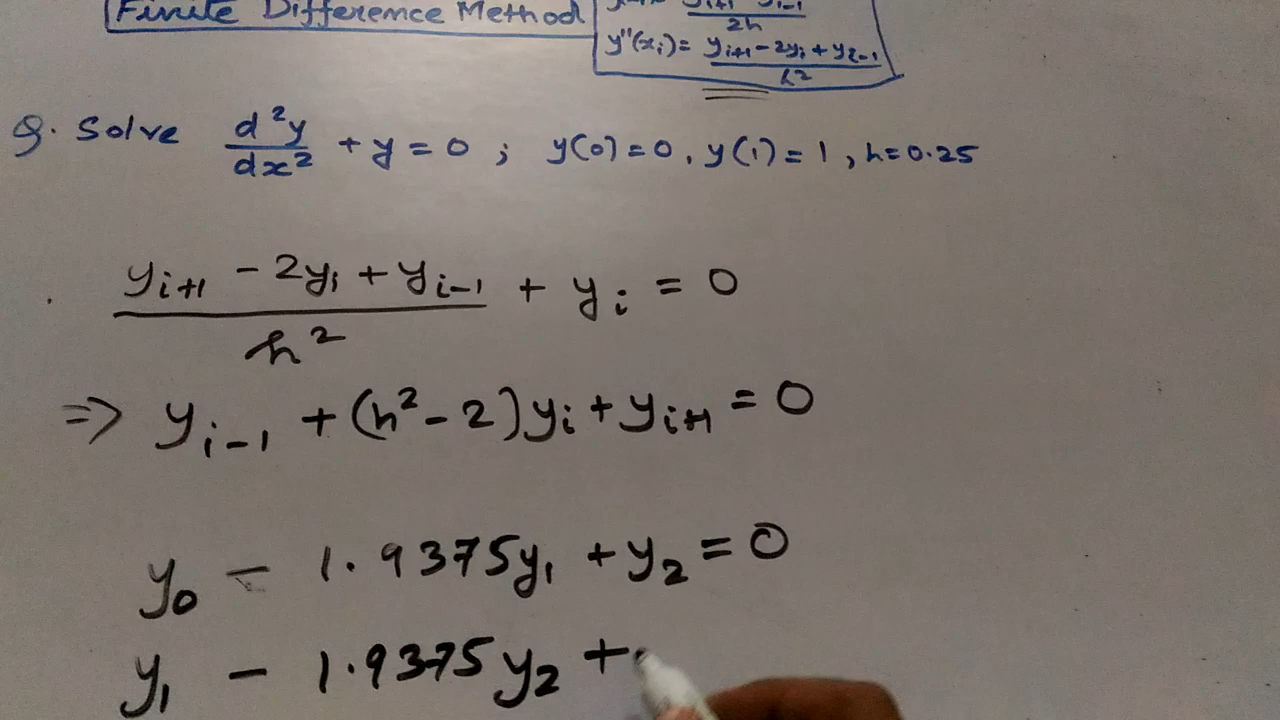 Finite Difference Method
2h
y"(xᵢ) = (yᵢ₊₁ - 2yᵢ + yᵢ₋₁)/h²
Q. Solve d²y/dx² + y = 0 ; y(0) = 0, y(1) = 1, h = 0.25
(yᵢ₊₁ - 2yᵢ + yᵢ₋₁)/h² + yᵢ = 0
⇒ yᵢ₋₁ + (h² - 2)yᵢ + yᵢ₊₁ = 0
y₀ - 1.9375y₁ + y₂ = 0
y₁ - 1.9375y₂ +